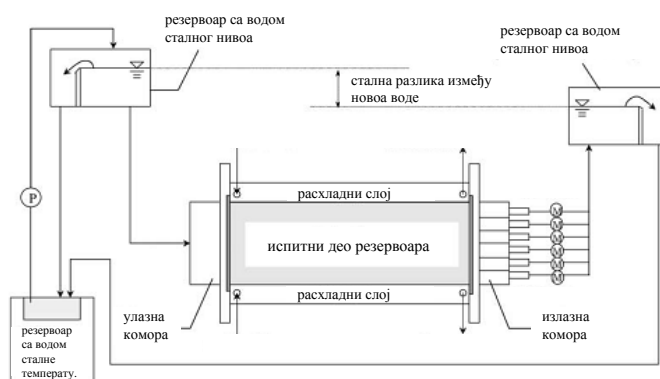 резервоар са водом
сталног нивоа
резервоар са водом
сталног нивоа
стална разлика између
новоа воде
P
расхладни слој
испитни део резервоара
расхладни слој
M
M
M
M
M
M
улазна
комора
излазна
комора
резервоар
са водом
сталне
температу.